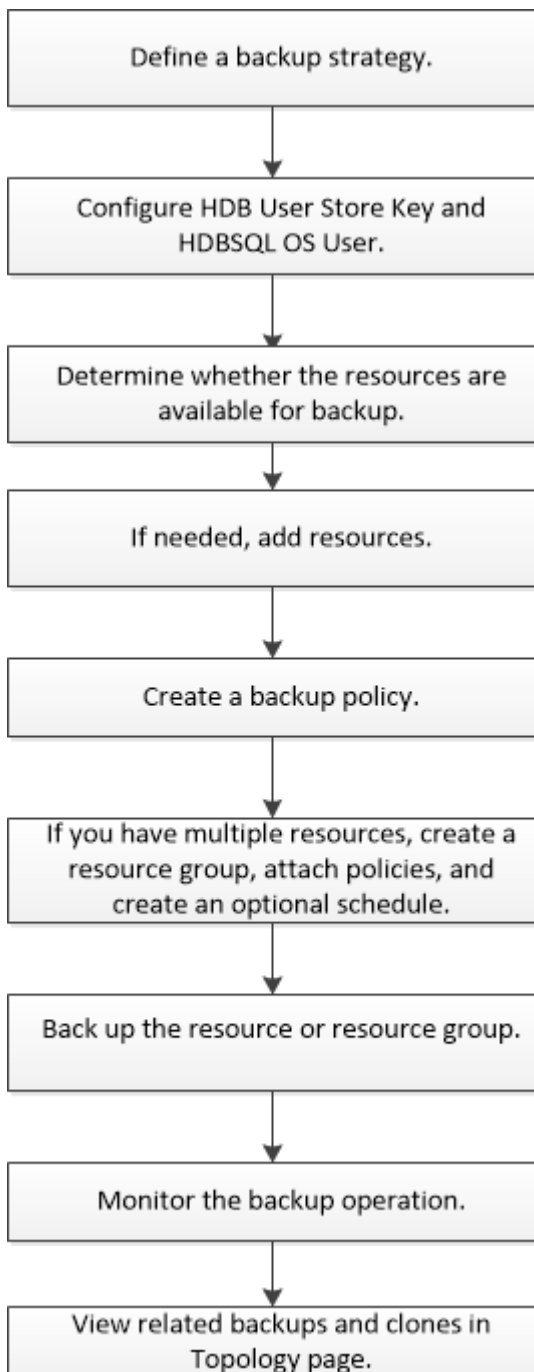 Define a backup strategy.
Configure HDB User Store Key and
HDBSQL OS User.
Determine whether the resources are
available for backup.
If needed, add resources.
Create a backup policy.
If you have multiple resources, create a
resource group, attach policies, and
create an optional schedule.
Back up the resource or resource group.
Monitor the backup operation.
View related backups and clones in
Topology page.